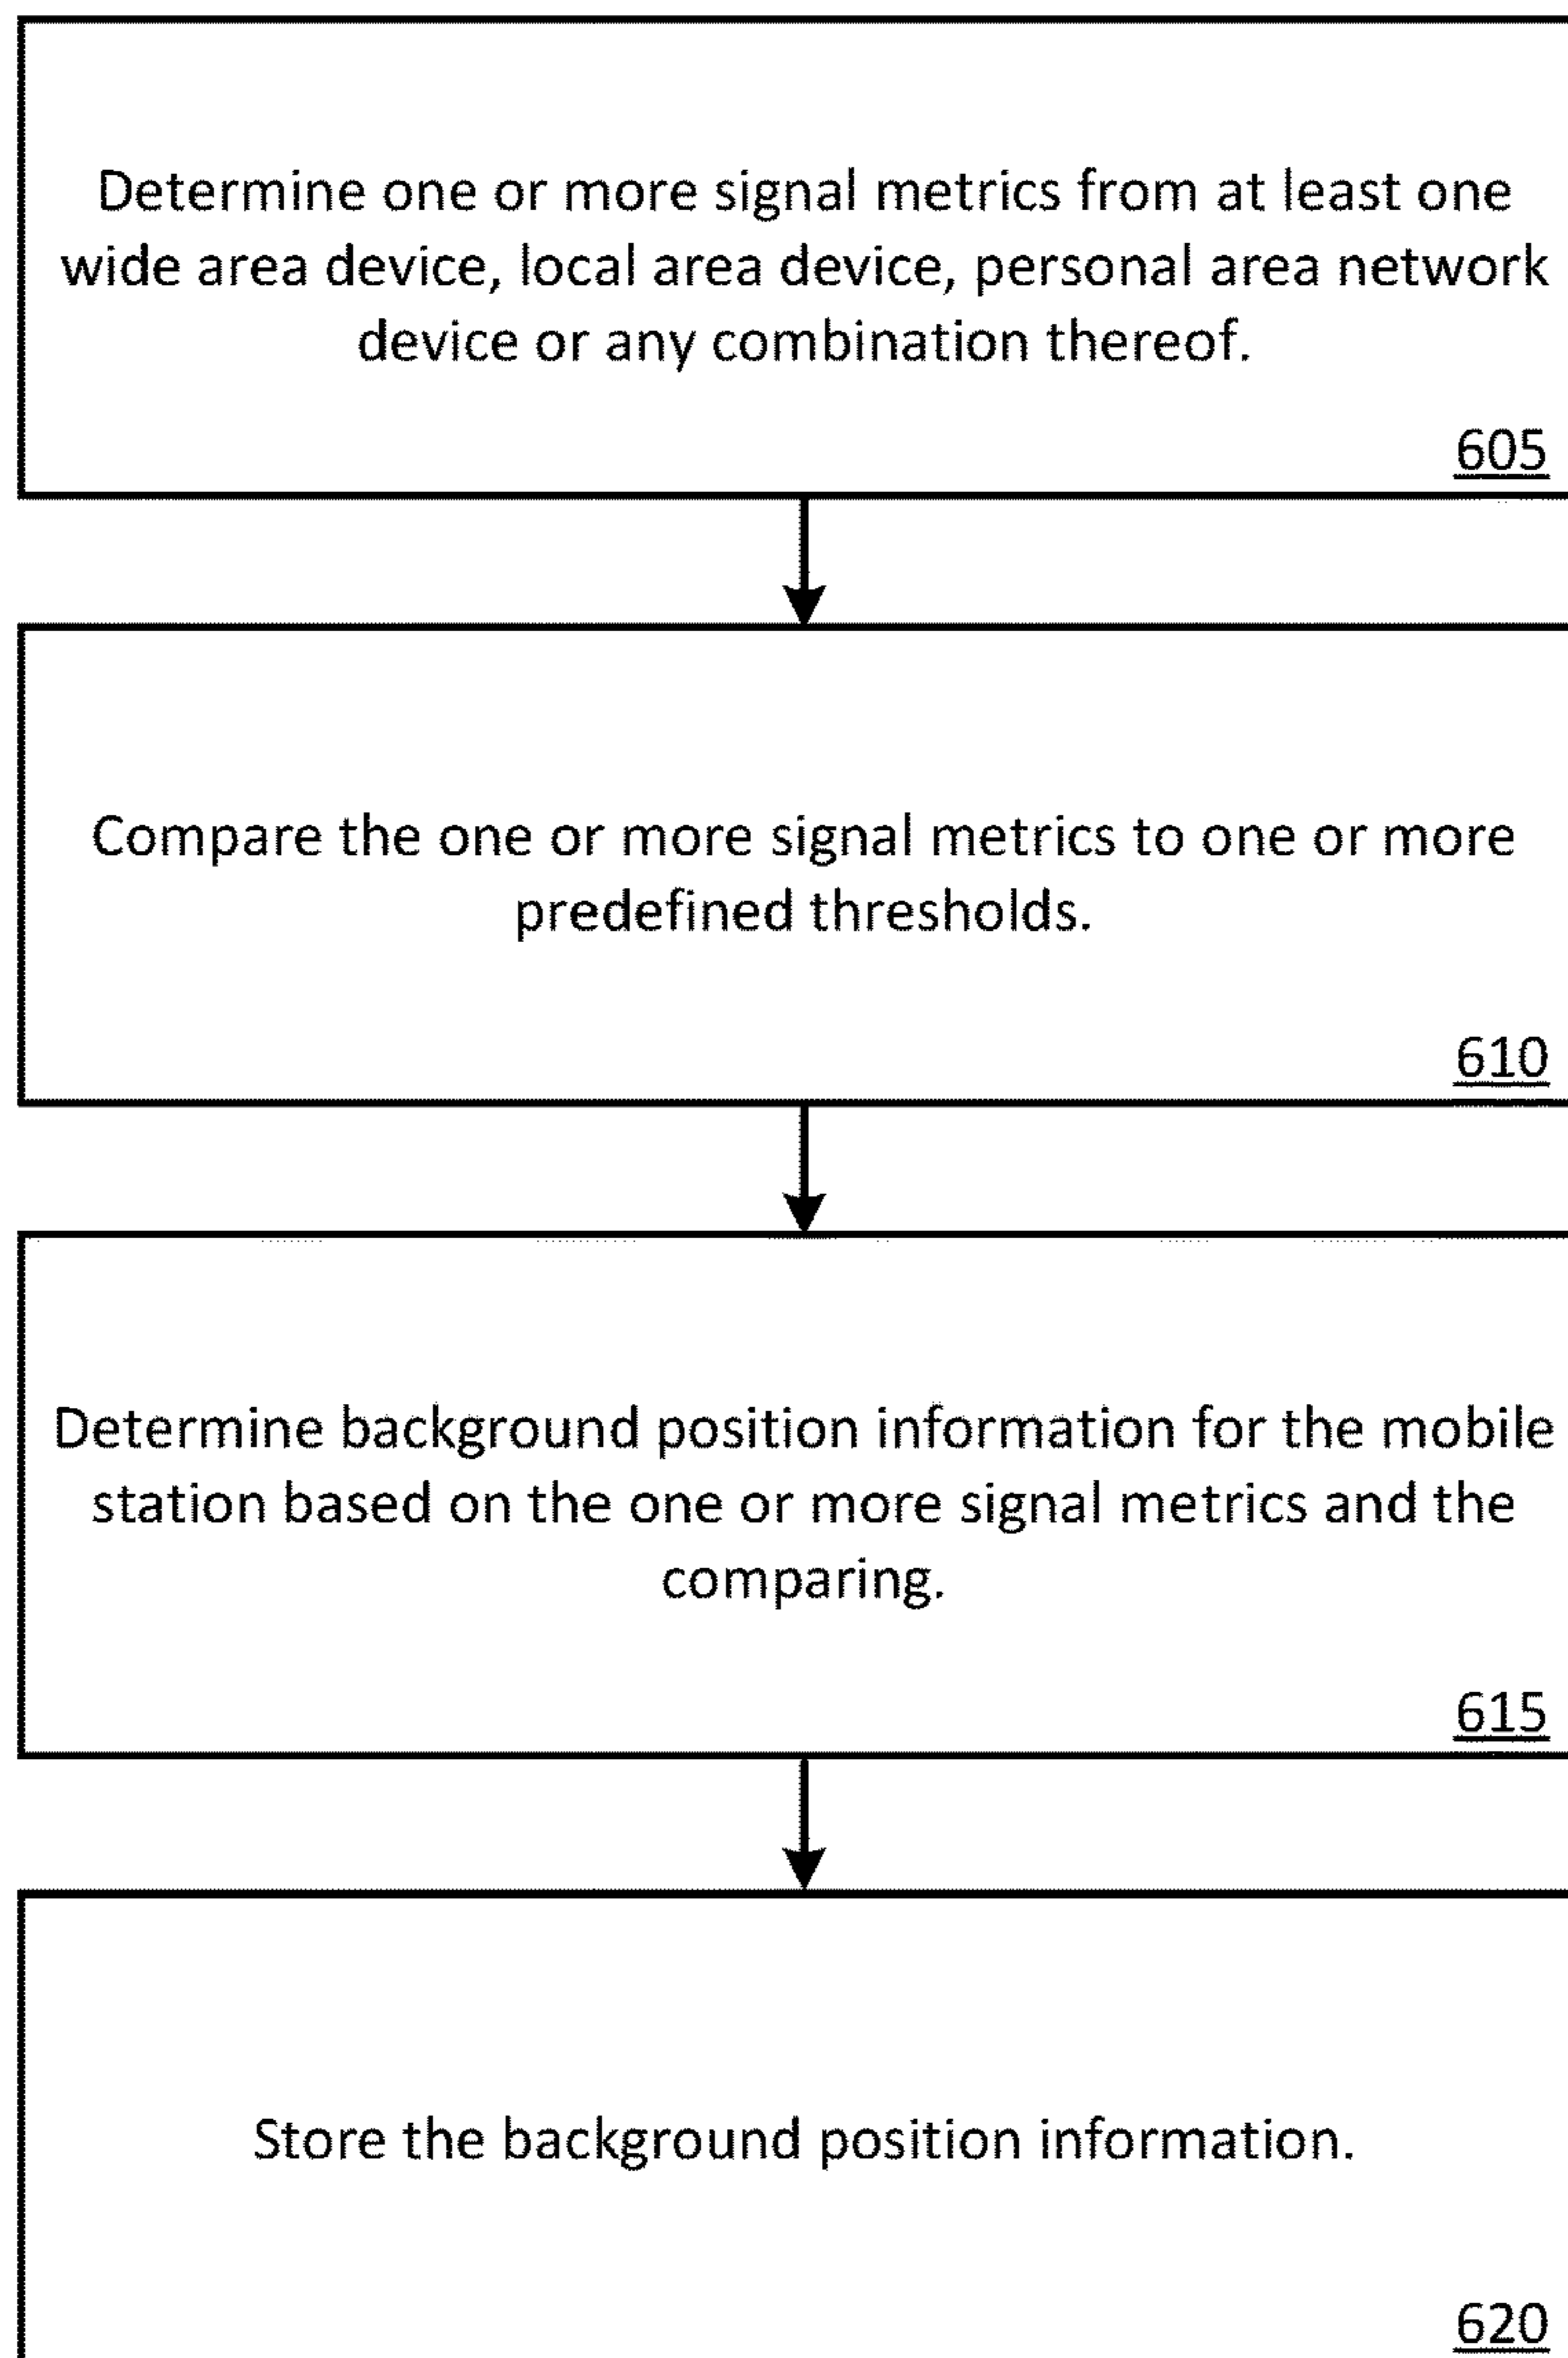 Determine one or more signal metrics from at least one
wide area device, local area device, personal area network
device or any combination thereof.
605
Compare the one or more signal metrics to one or more
predefined thresholds.
610
Determine background position information for the mobile
station based on the one or more signal metrics and the
comparing.
615
Store the background position information.
620